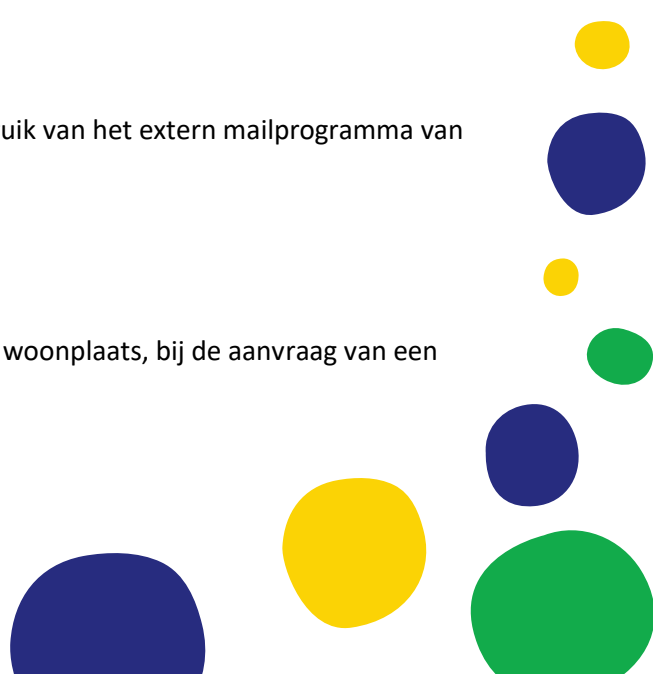 uik van het extern mailprogramma van
woonplaats, bij de aanvraag van een